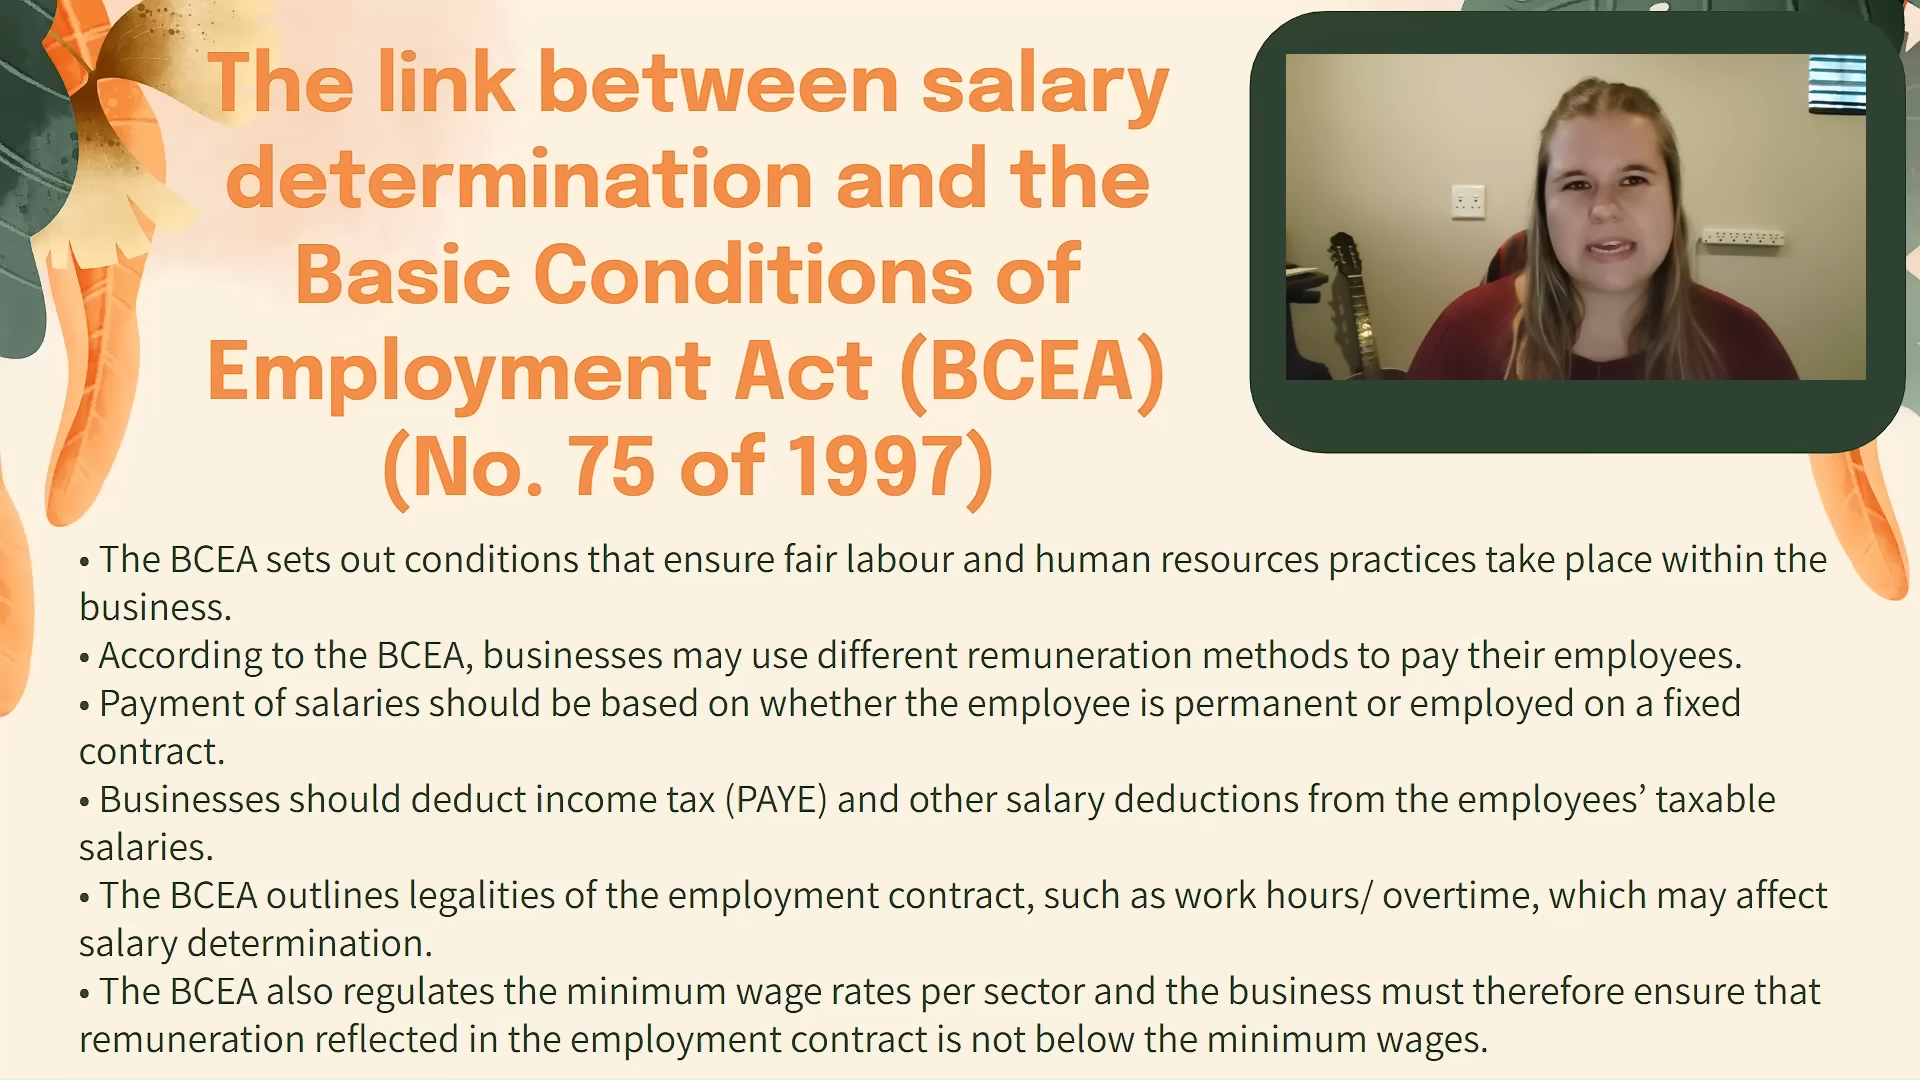 The link between salary
determination and the
Basic Conditions of
Employment Act (BCEA)
(No. 75 of 1997)
• The BCEA sets out conditions that ensure fair labour and human resources practices take place within the
business.
• According to the BCEA, businesses may use different remuneration methods to pay their employees.
• Payment of salaries should be based on whether the employee is permanent or employed on a fixed
contract.
• Businesses should deduct income tax (PAYE) and other salary deductions from the employees’ taxable
salaries.
• The BCEA outlines legalities of the employment contract, such as work hours/ overtime, which may affect
salary determination.
• The BCEA also regulates the minimum wage rates per sector and the business must therefore ensure that
remuneration reflected in the employment contract is not below the minimum wages.